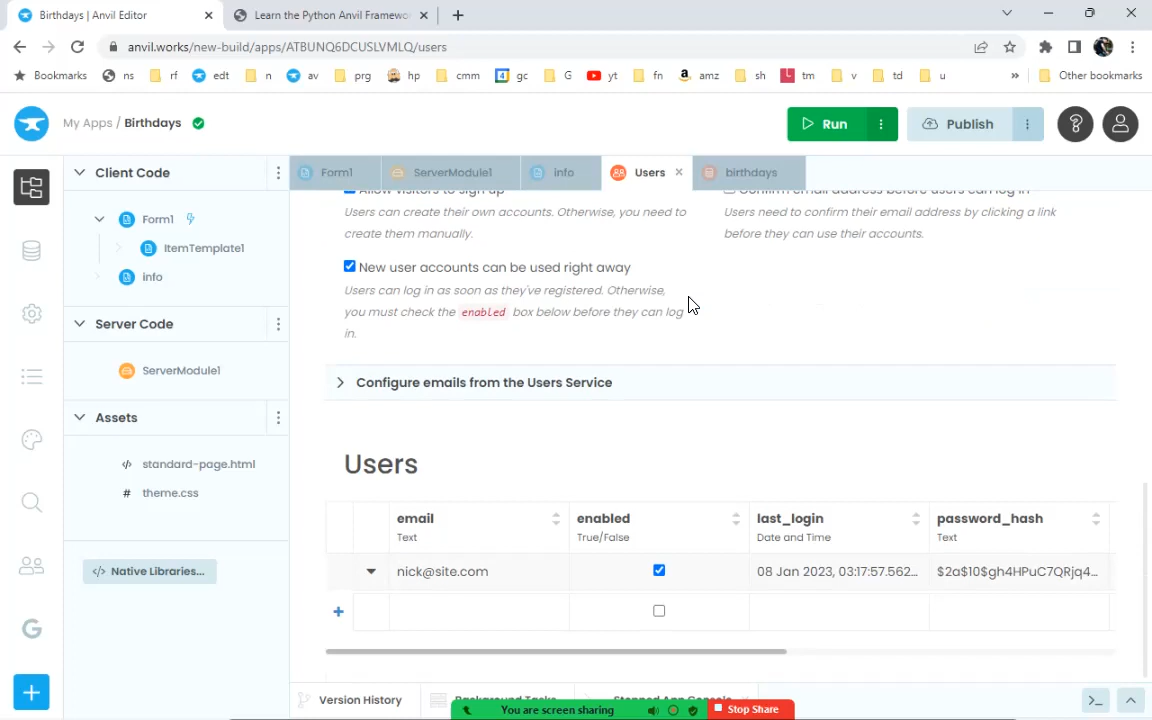 Birthdays | Anvil Editor
Learn the Python Anvil Framewo
anvil.works/new-build/apps/ATBUNQ6DCUSLVMLQ/users
Bookmarks ns rf edt n av prg hp cmm gc G yt fn amz sh tm v td u » Other bookmarks
My Apps / Birthdays
Run
Publish
Client Code
Form1
ServerModule1
info
Users
birthdays
Form1
ItemTemplate1
info
Server Code
ServerModule1
Assets
standard-page.html
theme.css
Native Libraries...
Allow visitors to sign up
Users can create their own accounts. Otherwise, you need to
create them manually.
Confirm email address before users can log in
Users need to confirm their email address by clicking a link
before they can use their accounts.
New user accounts can be used right away
Users can log in as soon as they've registered. Otherwise,
you must check the enabled box below before they can log
in.
Configure emails from the Users Service
Users
email enabled last_login password_hash
Text True/False Date and Time Text
nick@site.com 08 Jan 2023, 03:17:57.562... $2a$10$gh4HPuC7QRjq4...
Version History
Background Tasks
Stopped App Console
You are screen sharing
Stop Share